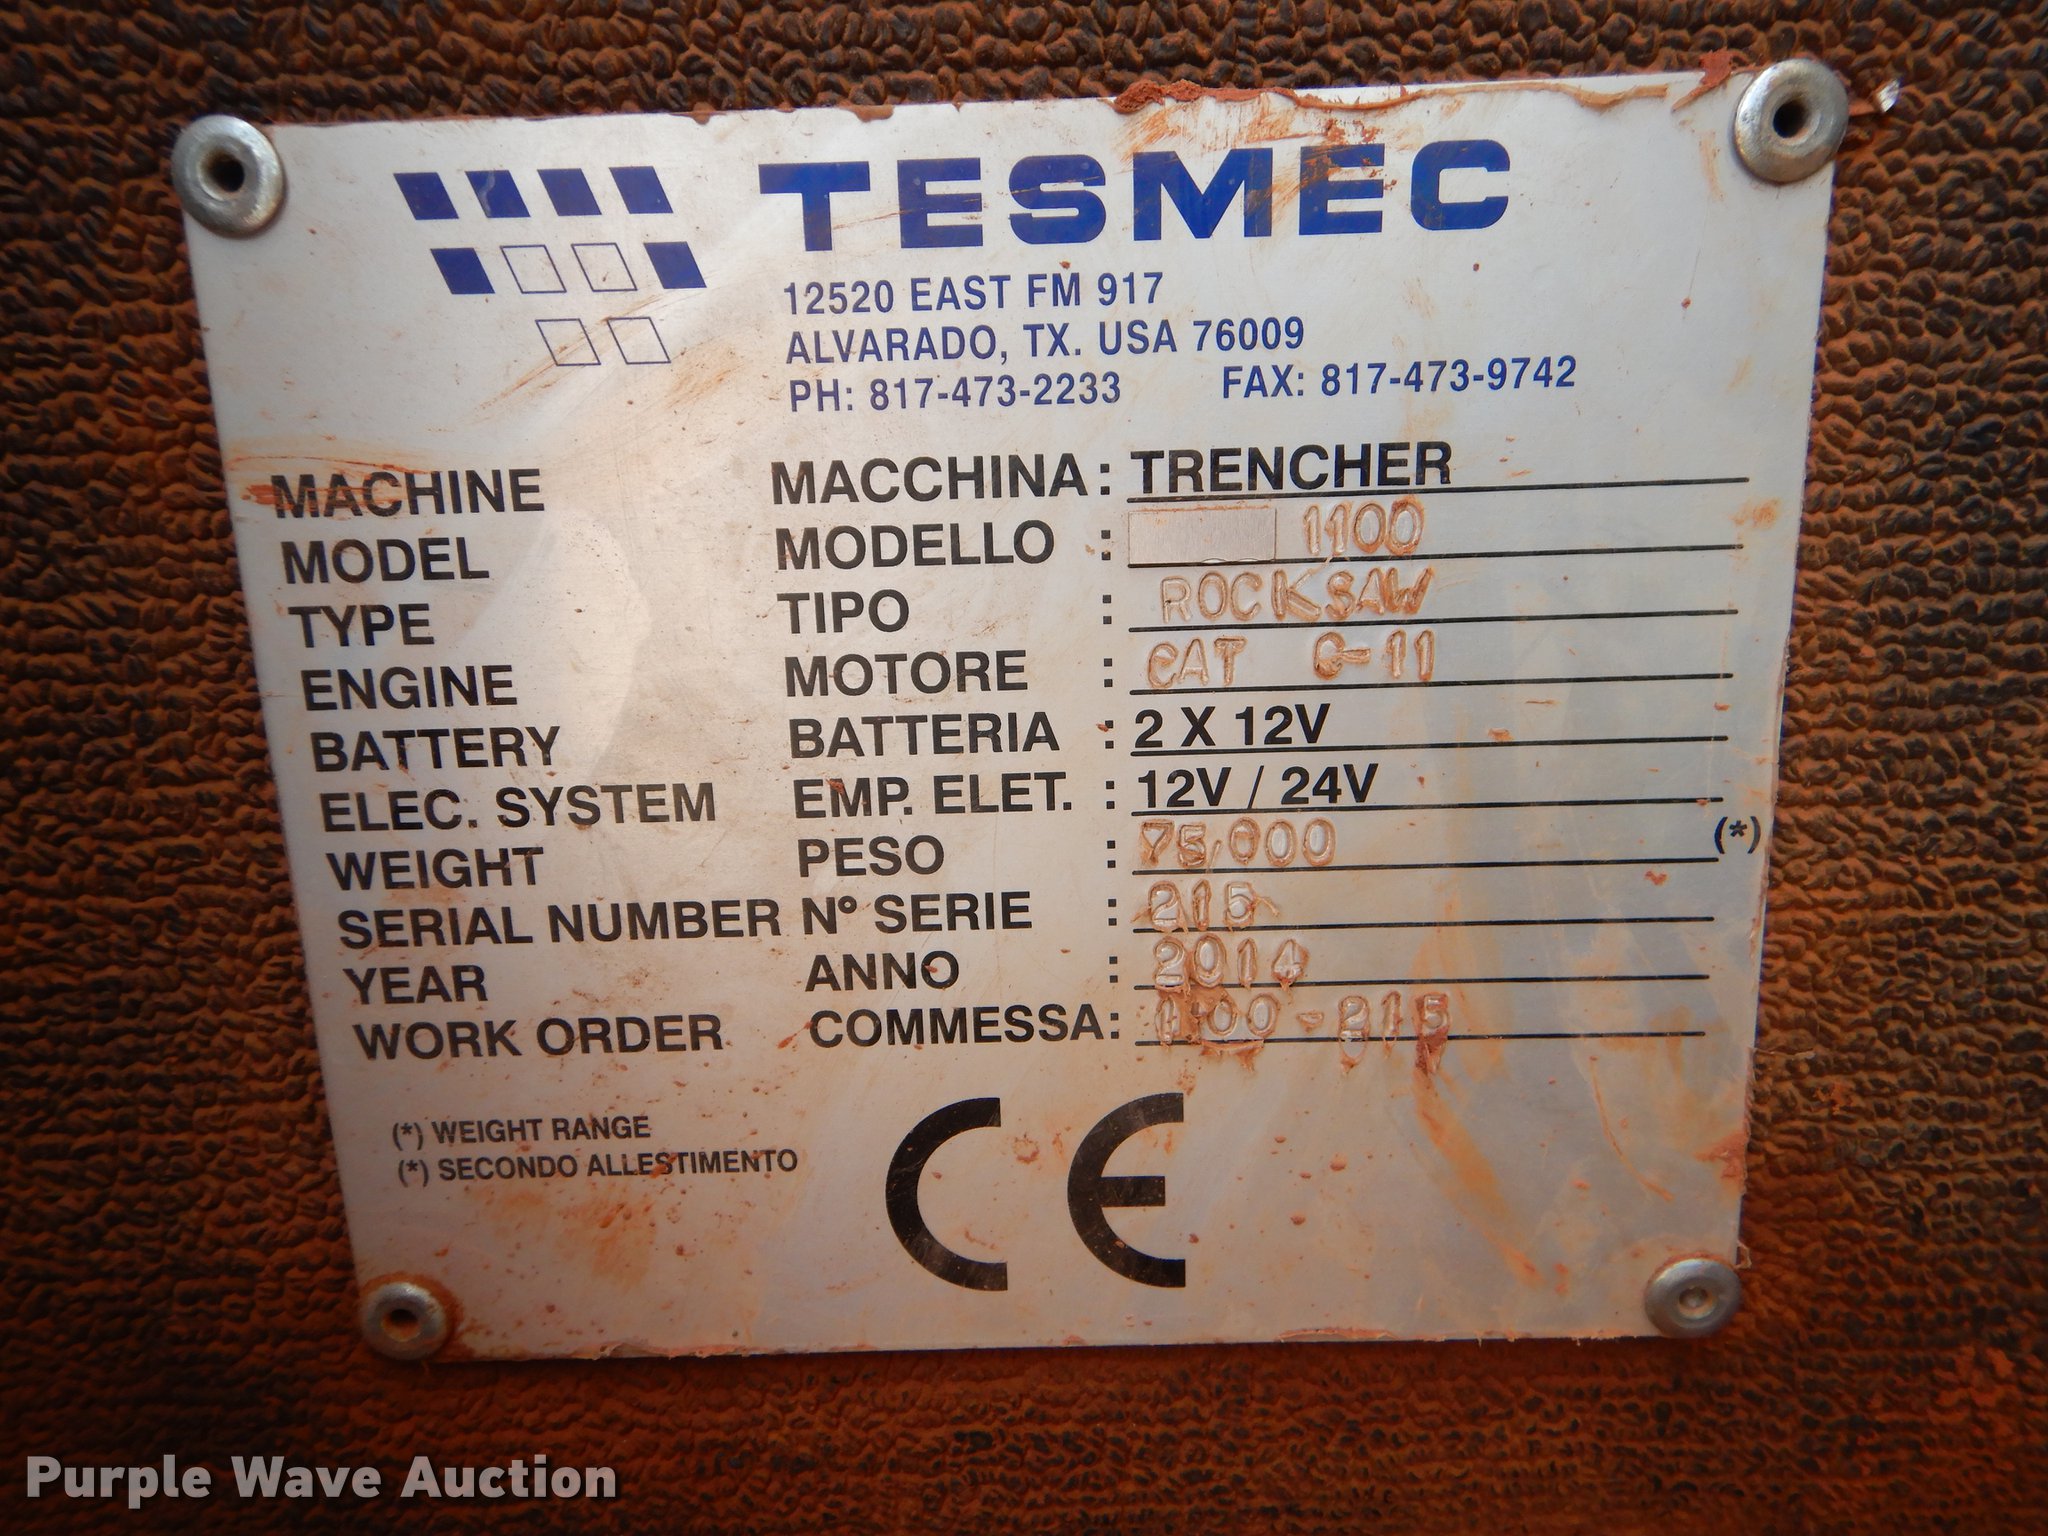 TESMEC
12520 EAST FM 917
ALVARADO, TX. USA 76009
PH: 817-473-2233 FAX: 817-473-9742
MACHINE MACCHINA: TRENCHER
MODEL MODELLO : 1100
TYPE TIPO : ROCKSAW
ENGINE MOTORE : CAT C-11
BATTERY BATTERIA : 2 X 12V
ELEC. SYSTEM EMP. ELET. : 12V / 24V
WEIGHT PESO : 75,000 (*)
SERIAL NUMBER N° SERIE : 215
YEAR ANNO : 2014
WORK ORDER COMMESSA: 1100-215
(*) WEIGHT RANGE
(*) SECONDO ALLESTIMENTO
CE
Purple Wave Auction